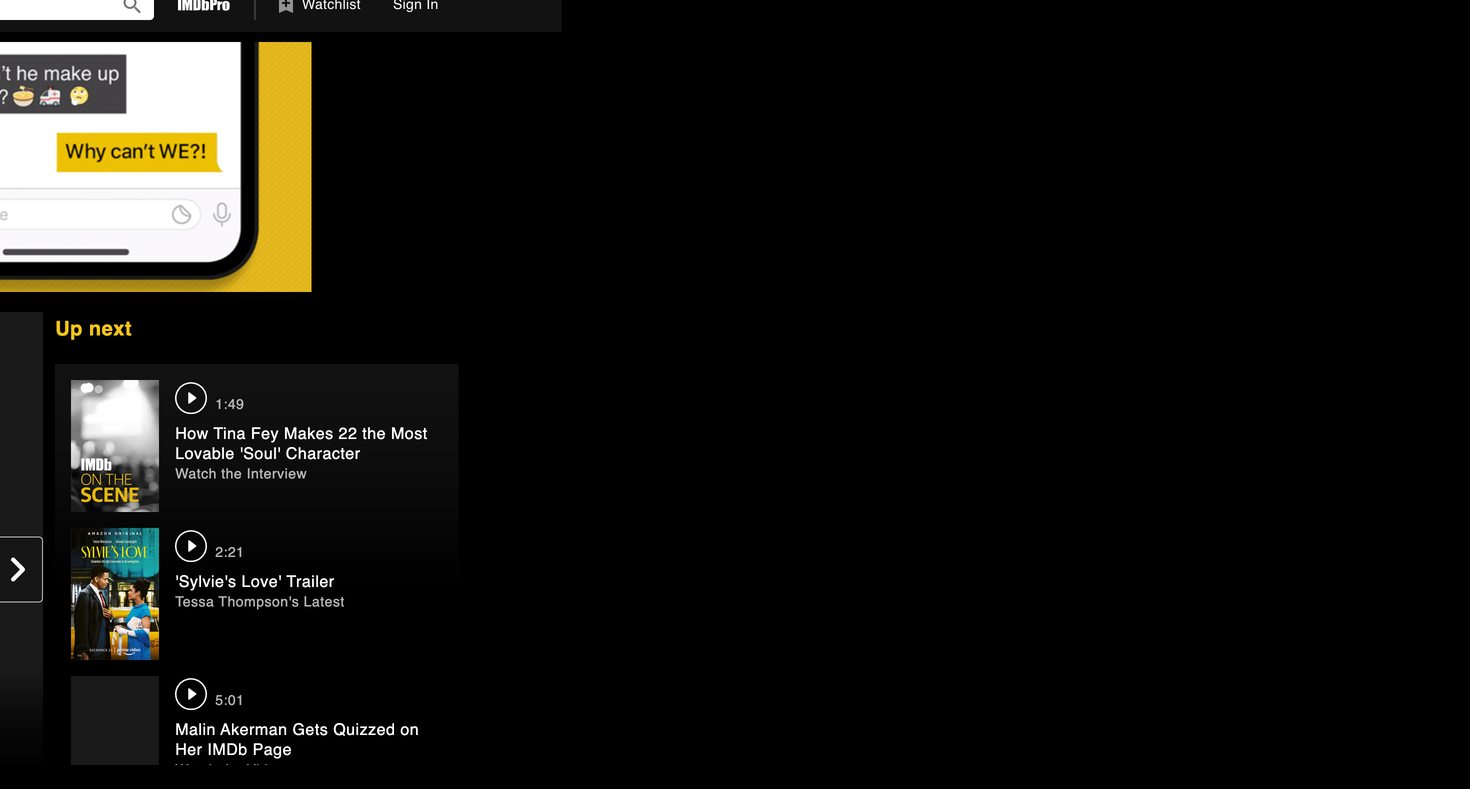 IMDbPro
Watchlist
Sign In
't he make up
?
Why can't WE?!
e
Up next
1:49
How Tina Fey Makes 22 the Most
Lovable 'Soul' Character
Watch the Interview
IMDb
ON THE
SCENE
2:21
'Sylvie's Love' Trailer
Tessa Thompson's Latest
AMAZON ORIGINAL
SYLVIE'S LOVE
prime video
5:01
Malin Akerman Gets Quizzed on
Her IMDb Page